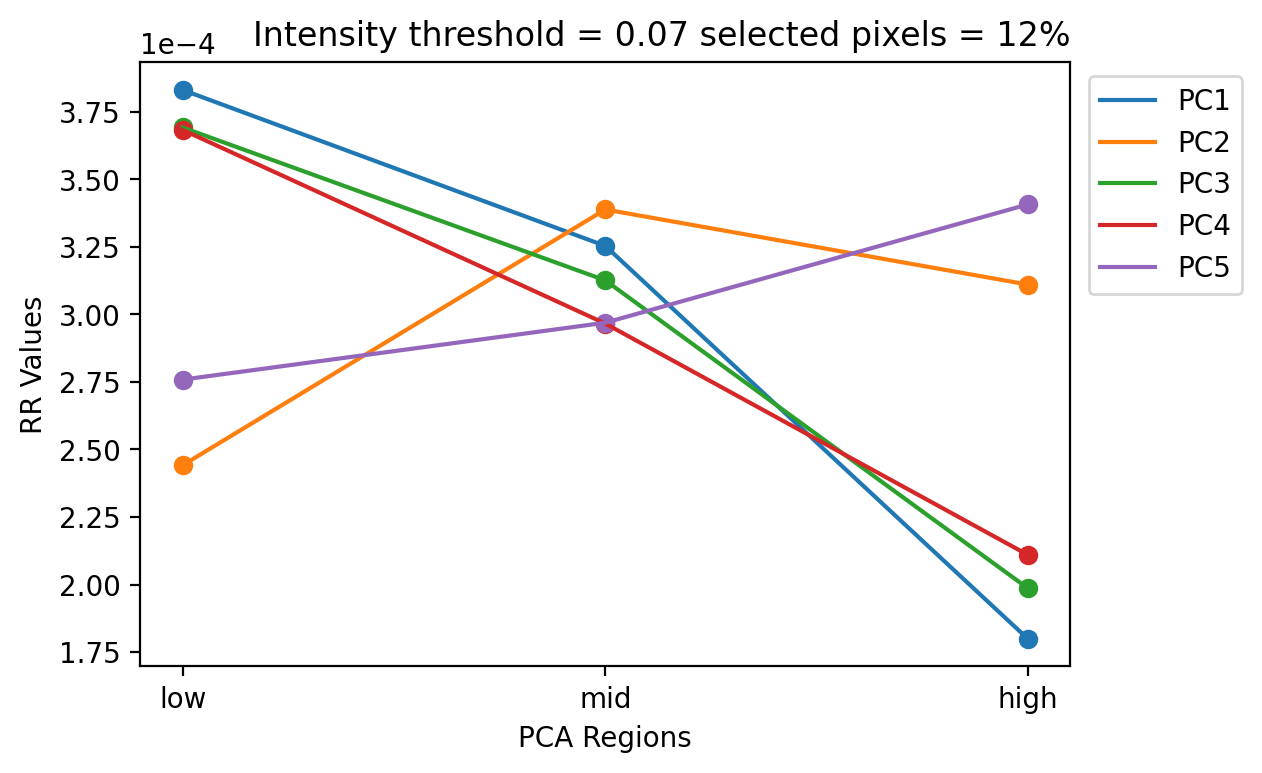 Intensity threshold = 0.07 selected pixels = 12%
1e−4
3.75
3.50
3.25
3.00
2.75
2.50
2.25
2.00
1.75
RR Values
low
mid
high
PCA Regions
PC1
PC2
PC3
PC4
PC5